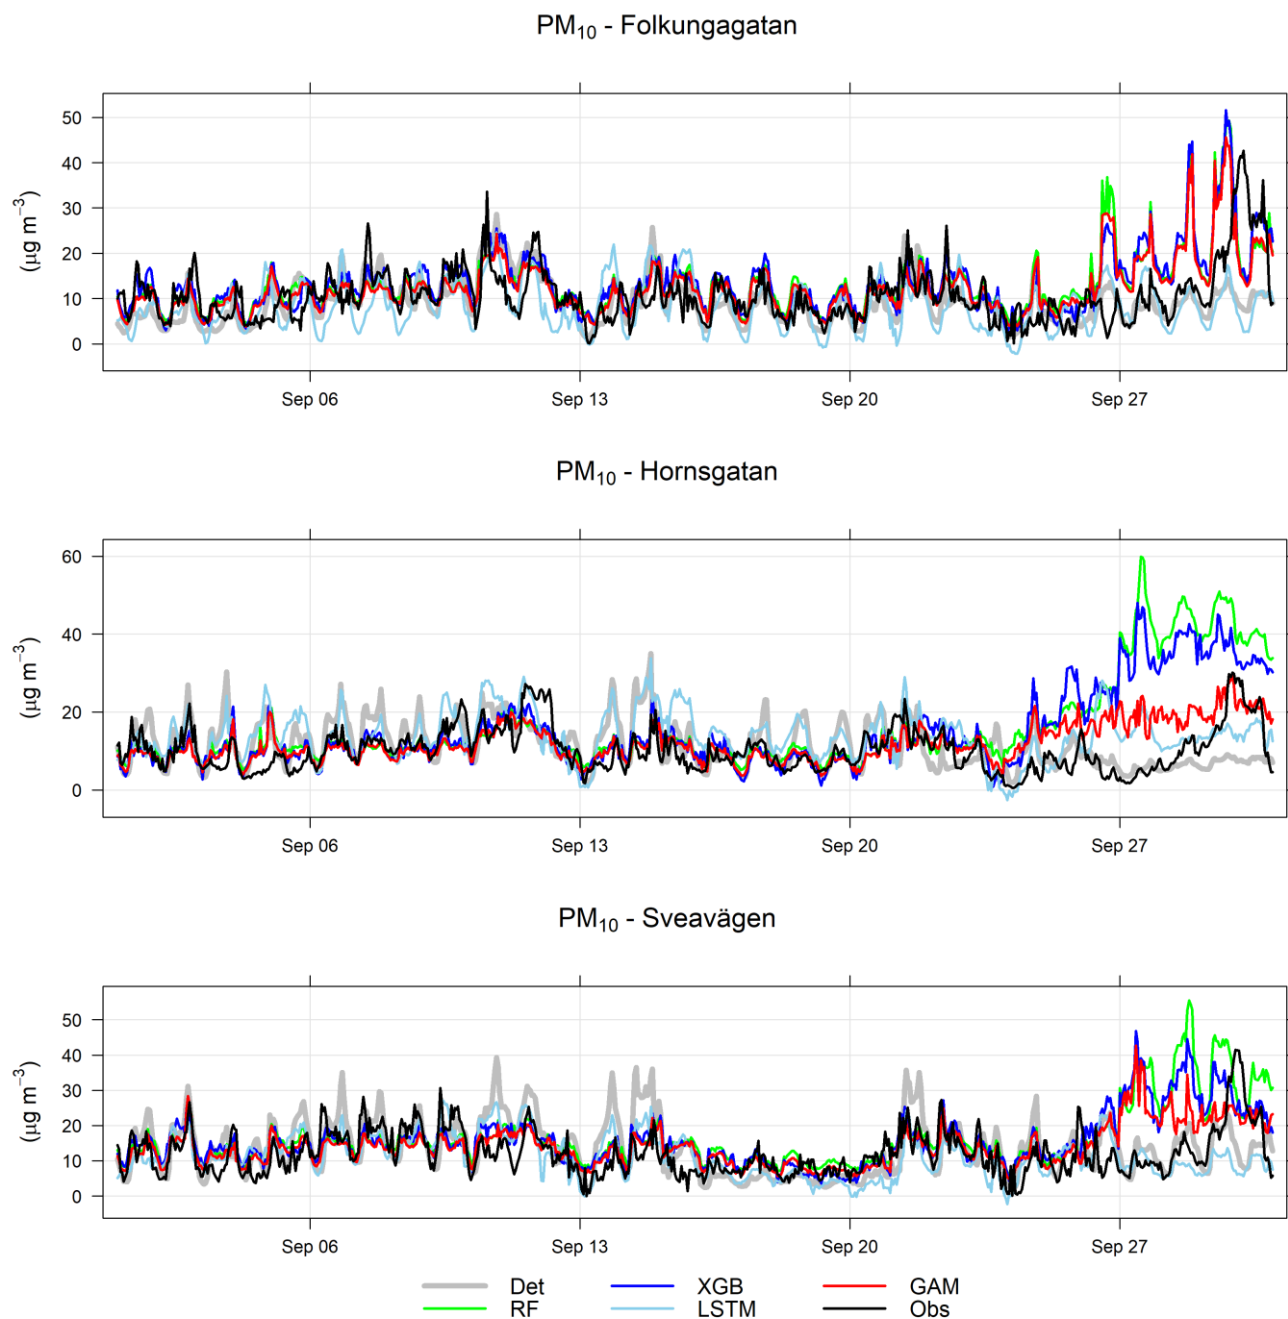 PM₁₀ - Folkungagatan
50
40
30
20
10
0
(μg m⁻³)
Sep 06 Sep 13 Sep 20 Sep 27
PM₁₀ - Hornsgatan
60
40
20
0
(μg m⁻³)
Sep 06 Sep 13 Sep 20 Sep 27
PM₁₀ - Sveavägen
50
40
30
20
10
0
(μg m⁻³)
Sep 06 Sep 13 Sep 20 Sep 27
Det XGB GAM
RF LSTM Obs